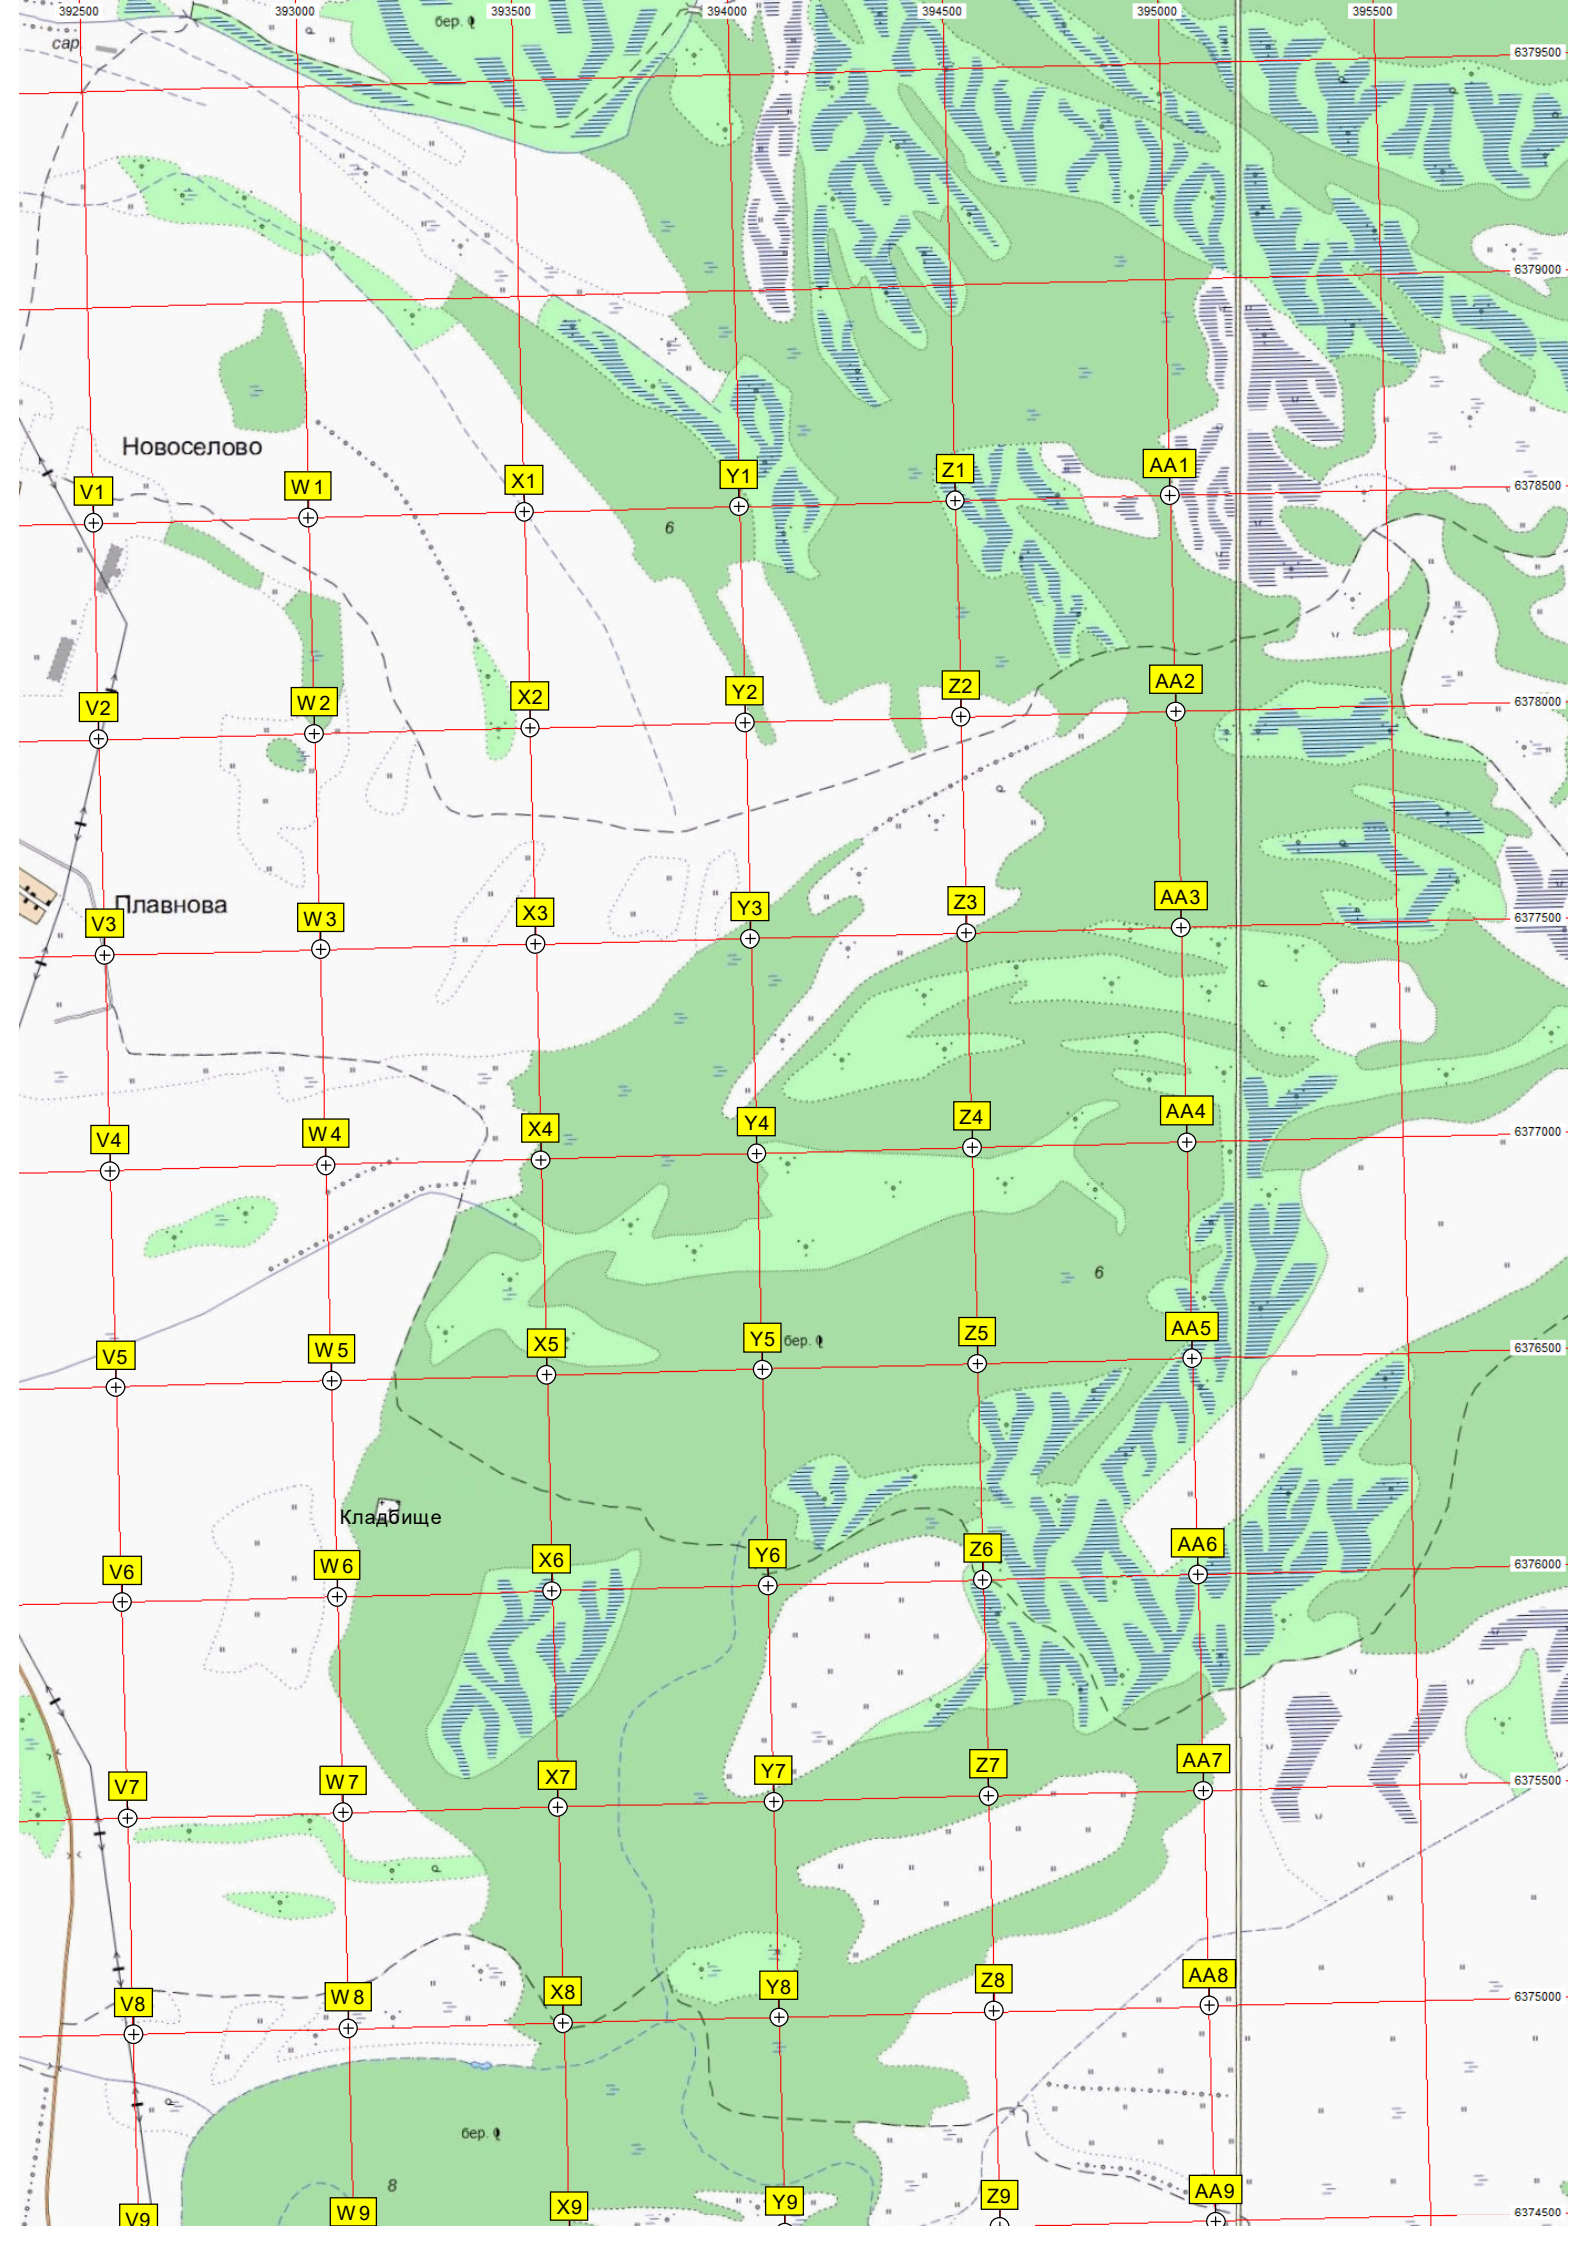 392500 393000 393500 394000 394500 395000 395500
сар
бер.
6379500
6379000
Новоселово
V1 W1 X1 Y1 Z1 AA1
6378500
6
V2 W2 X2 Y2 Z2 AA2
6378000
Плавнова
V3 W3 X3 Y3 Z3 AA3
6377500
V4 W4 X4 Y4 Z4 AA4
6377000
6
V5 W5 X5 Y5 Z5 AA5
бер.
6376500
Кладбище
V6 W6 X6 Y6 Z6 AA6
6376000
V7 W7 X7 Y7 Z7 AA7
6375500
V8 W8 X8 Y8 Z8 AA8
6375000
бер.
8
V9 W9 X9 Y9 Z9 AA9
6374500